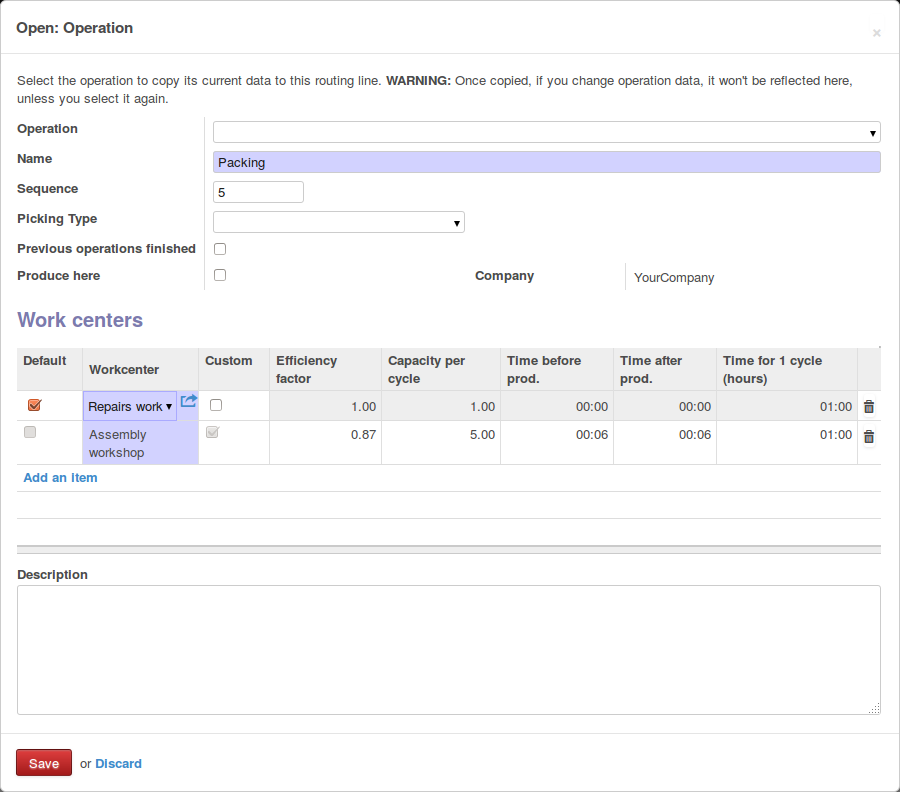 Open: Operation
×
Select the operation to copy its current data to this routing line. WARNING: Once copied, if you change operation data, it won't be reflected here,
unless you select it again.
Operation
Name Packing
Sequence 5
Picking Type
Previous operations finished
Produce here Company YourCompany
Work centers
Default Workcenter Custom Efficiency factor Capacity per cycle Time before prod. Time after prod. Time for 1 cycle (hours)
Repairs work 1.00 1.00 00:00 00:00 01:00
Assembly workshop 0.87 5.00 00:06 00:06 01:00
Add an item
Description
Save or Discard